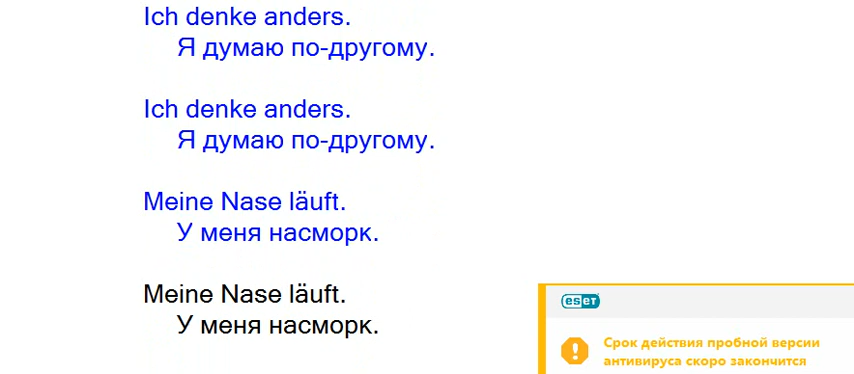 Ich denke anders.
Я думаю по-другому.
Ich denke anders.
Я думаю по-другому.
Meine Nase läuft.
У меня насморк.
Meine Nase läuft.
У меня насморк.
eseт
Срок действия пробной версии
антивируса скоро закончится